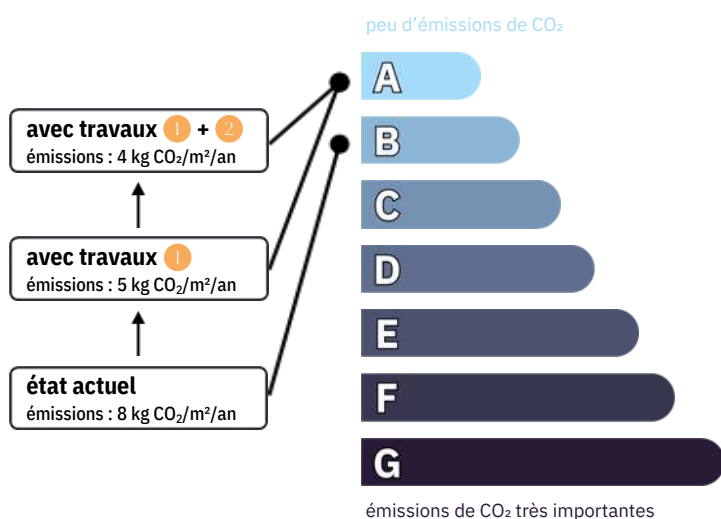 peu d'émissions de CO₂
A
avec travaux 1 + 2
émissions : 4 kg CO₂/m²/an
B
C
avec travaux 1
émissions : 5 kg CO₂/m²/an
D
E
état actuel
émissions : 8 kg CO₂/m²/an
F
G
émissions de CO₂ très importantes